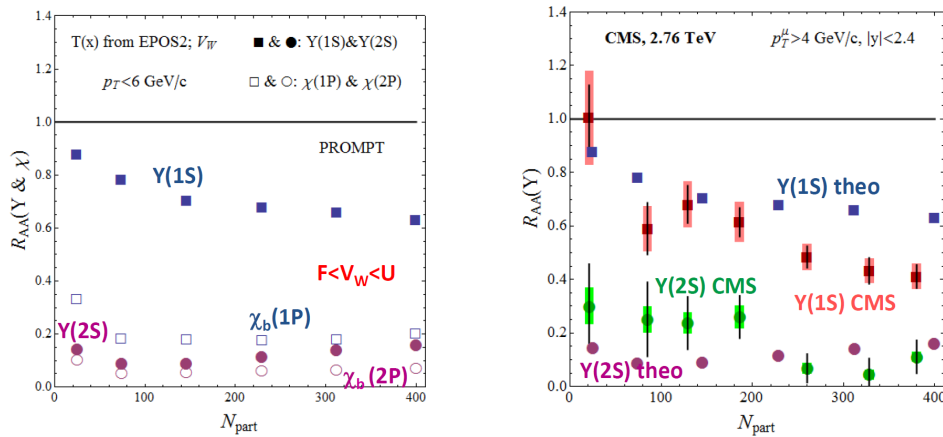 1.4
1.2
1.0
0.8
0.6
0.4
0.2
0.0
R_AA(Y & χ)
T(x) from EPOS2; V_W ■ & ●: Y(1S)&Y(2S)
p_T<6 GeV/c □ & ○: χ(1P) & χ(2P)
PROMPT
Y(1S)
F<V_W<U
χ_b(1P)
Y(2S)
χ_b(2P)
0 100 200 300 400
N_part
1.4
1.2
1.0
0.8
0.6
0.4
0.2
0.0
R_AA(Y)
CMS, 2.76 TeV p_T^μ>4 GeV/c, |y|<2.4
Y(1S) theo
Y(2S) CMS
Y(1S) CMS
Y(2S) theo
0 100 200 300 400
N_part